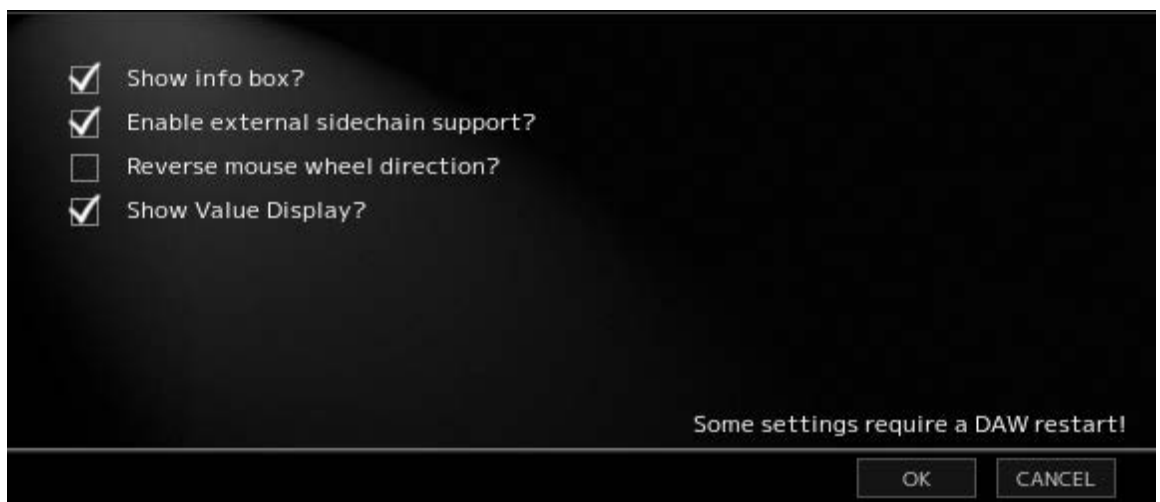 Show info box?
Enable external sidechain support?
Reverse mouse wheel direction?
Show Value Display?
Some settings require a DAW restart!
OK CANCEL